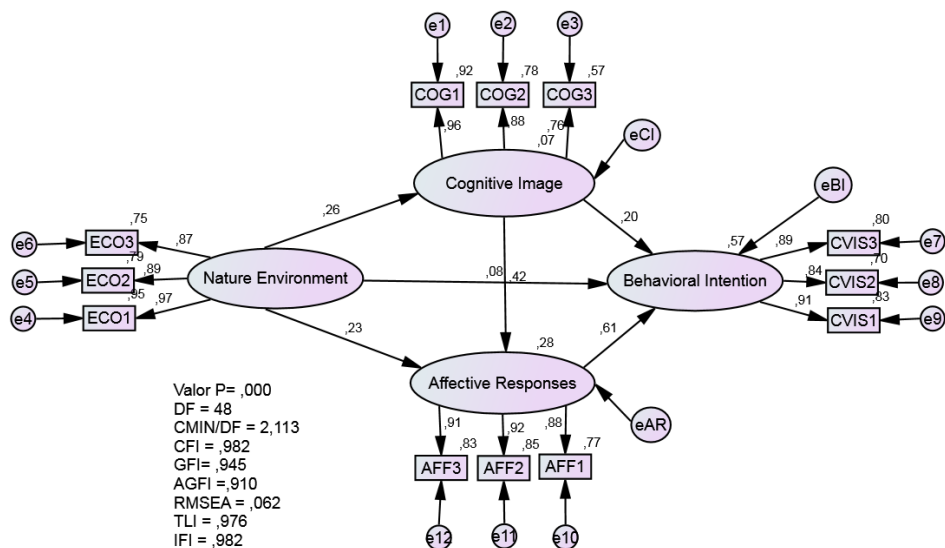 e1
e2
e3
,92
,78
,57
COG1
COG2
COG3
,96
,88
,76
,07
eCI
Cognitive Image
eBI
,26
,20
,75
,57
,89
,80
e6
ECO3
,87
CVIS3
e7
,79
,70
e5
ECO2
,89
Nature Environment
,08
,42
Behavioral Intention
,84
CVIS2
e8
,95
,97
,91
,83
e4
ECO1
CVIS1
e9
,23
,61
,28
Affective Responses
Valor P= ,000
DF = 48
CMIN/DF = 2,113
CFI = ,982
GFI= ,945
AGFI =,910
RMSEA = ,062
TLI = ,976
IFI = ,982
eAR
,91
,92
,88
,83
,85
,77
AFF3
AFF2
AFF1
e12
e11
e10